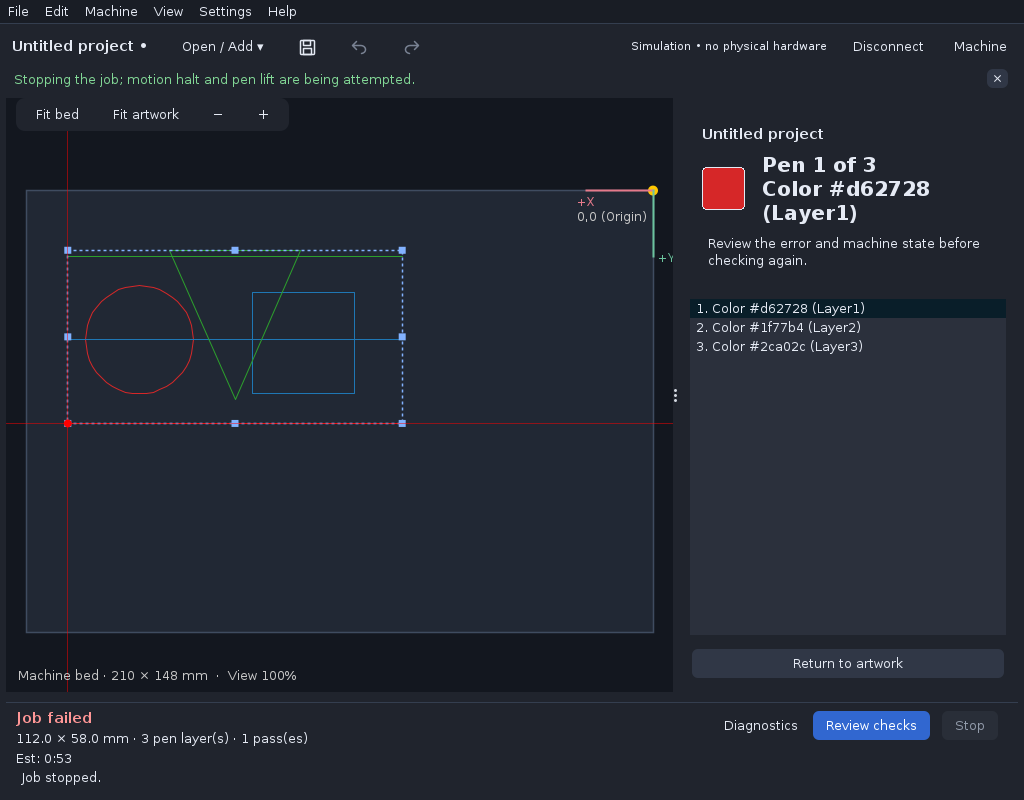 File Edit Machine View Settings Help
Untitled project •
Open / Add ▾
Simulation • no physical hardware
Disconnect
Machine
Stopping the job; motion halt and pen lift are being attempted.
Fit bed
Fit artwork
−
+
+X
0,0 (Origin)
+Y
Machine bed · 210 × 148 mm · View 100%
Untitled project
Pen 1 of 3
Color #d62728
(Layer1)
Review the error and machine state before
checking again.
1. Color #d62728 (Layer1)
2. Color #1f77b4 (Layer2)
3. Color #2ca02c (Layer3)
Return to artwork
Job failed
112.0 × 58.0 mm · 3 pen layer(s) · 1 pass(es)
Est: 0:53
Job stopped.
Diagnostics
Review checks
Stop